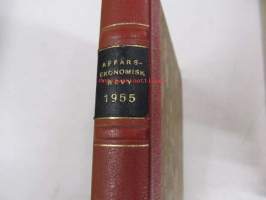 AFFÄRS-
EKONOMISK
REVY
1955